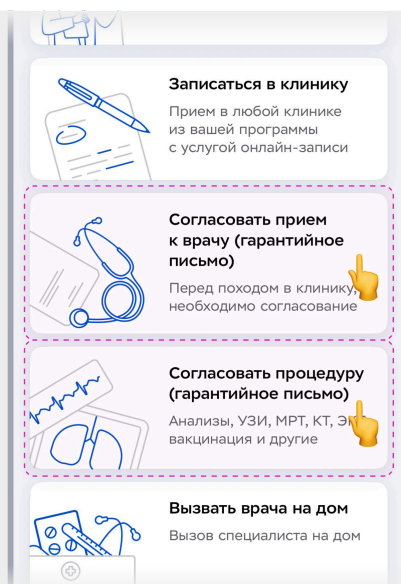 Записаться в клинику
Прием в любой клинике
из вашей программы
с услугой онлайн-записи
Согласовать прием
к врачу (гарантийное
письмо)
Перед походом в клинику,
необходимо согласование
Согласовать процедуру
(гарантийное письмо)
Анализы, УЗИ, МРТ, КТ,
вакцинация и другие
Вызвать врача на дом
Вызов специалиста на дом